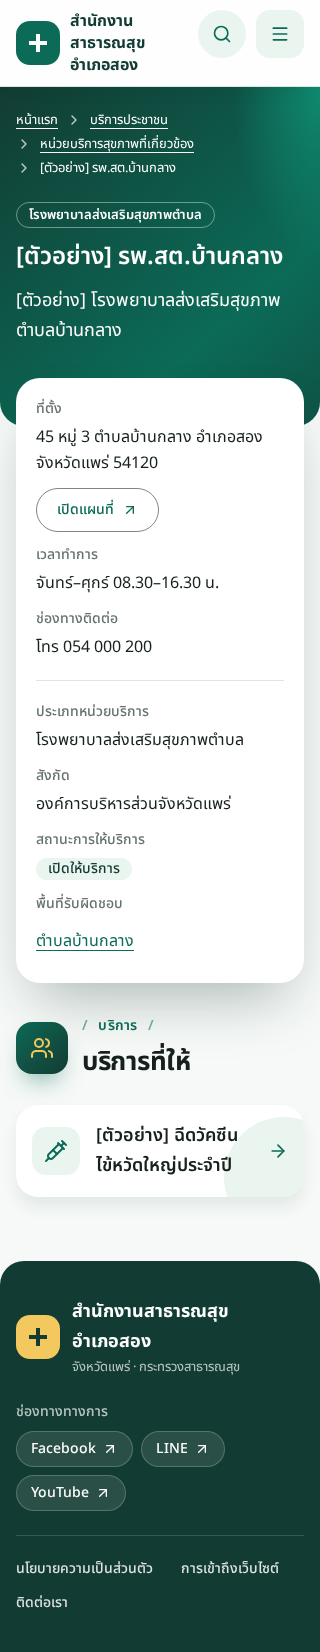 สำนักงาน
สาธารณสุข
อำเภอสอง
หน้าแรก
บริการประชาชน
หน่วยบริการสุขภาพที่เกี่ยวข้อง
[ตัวอย่าง] รพ.สต.บ้านกลาง
โรงพยาบาลส่งเสริมสุขภาพตำบล
[ตัวอย่าง] รพ.สต.บ้านกลาง
[ตัวอย่าง] โรงพยาบาลส่งเสริมสุขภาพ
ตำบลบ้านกลาง
ที่ตั้ง
45 หมู่ 3 ตำบลบ้านกลาง อำเภอสอง
จังหวัดแพร่ 54120
เปิดแผนที่
เวลาทำการ
จันทร์–ศุกร์ 08.30–16.30 น.
ช่องทางติดต่อ
โทร 054 000 200
ประเภทหน่วยบริการ
โรงพยาบาลส่งเสริมสุขภาพตำบล
สังกัด
องค์การบริหารส่วนจังหวัดแพร่
สถานะการให้บริการ
เปิดให้บริการ
พื้นที่รับผิดชอบ
ตำบลบ้านกลาง
/ บริการ /
บริการที่ให้
[ตัวอย่าง] ฉีดวัคซีน
ไข้หวัดใหญ่ประจำปี
สำนักงานสาธารณสุข
อำเภอสอง
จังหวัดแพร่ · กระทรวงสาธารณสุข
ช่องทางทางการ
Facebook
LINE
YouTube
นโยบายความเป็นส่วนตัว
การเข้าถึงเว็บไซต์
ติดต่อเรา